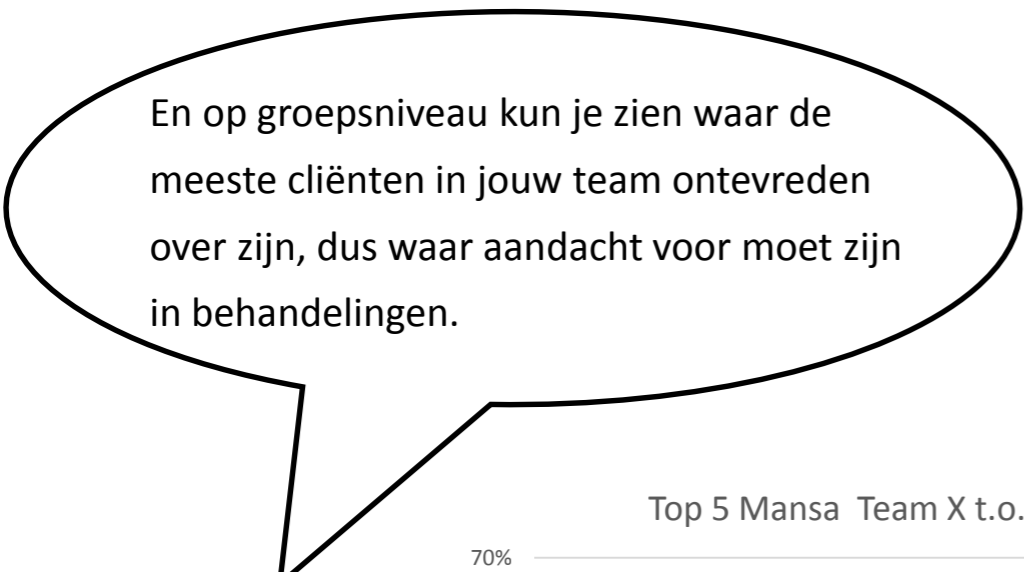 En op groepsniveau kun je zien waar de
meeste cliënten in jouw team ontevreden
over zijn, dus waar aandacht voor moet zijn
in behandelingen.
Top 5 Mansa Team X t.o.
70%